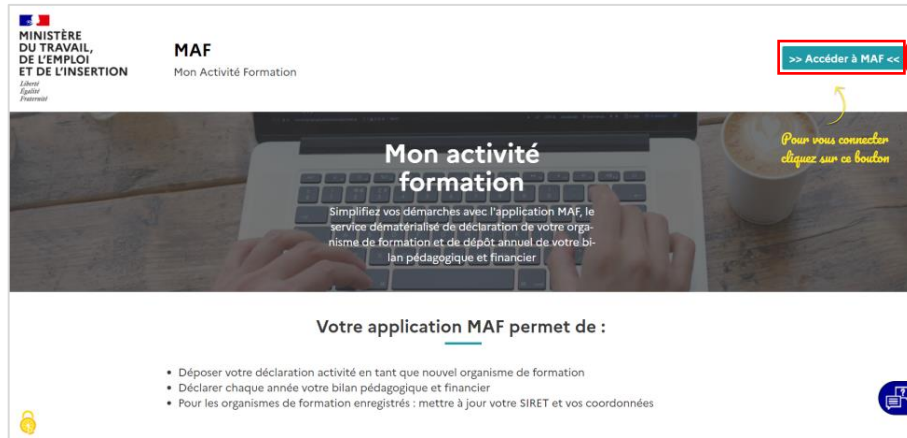 MINISTÈRE
DU TRAVAIL,
DE L'EMPLOI
ET DE L'INSERTION
Liberté
Égalité
Fraternité
MAF
Mon Activité Formation
>> Accéder à MAF <<
Pour vous connecter
cliquez sur ce bouton
Mon activité
formation
Simplifiez vos démarches avec l'application MAF, le
service dématérialisé de déclaration de votre orga-
nisme de formation et de dépôt annuel de votre bi-
lan pédagogique et financier
Votre application MAF permet de :
• Déposer votre déclaration activité en tant que nouvel organisme de formation
• Déclarer chaque année votre bilan pédagogique et financier
• Pour les organismes de formation enregistrés : mettre à jour votre SIRET et vos coordonnées